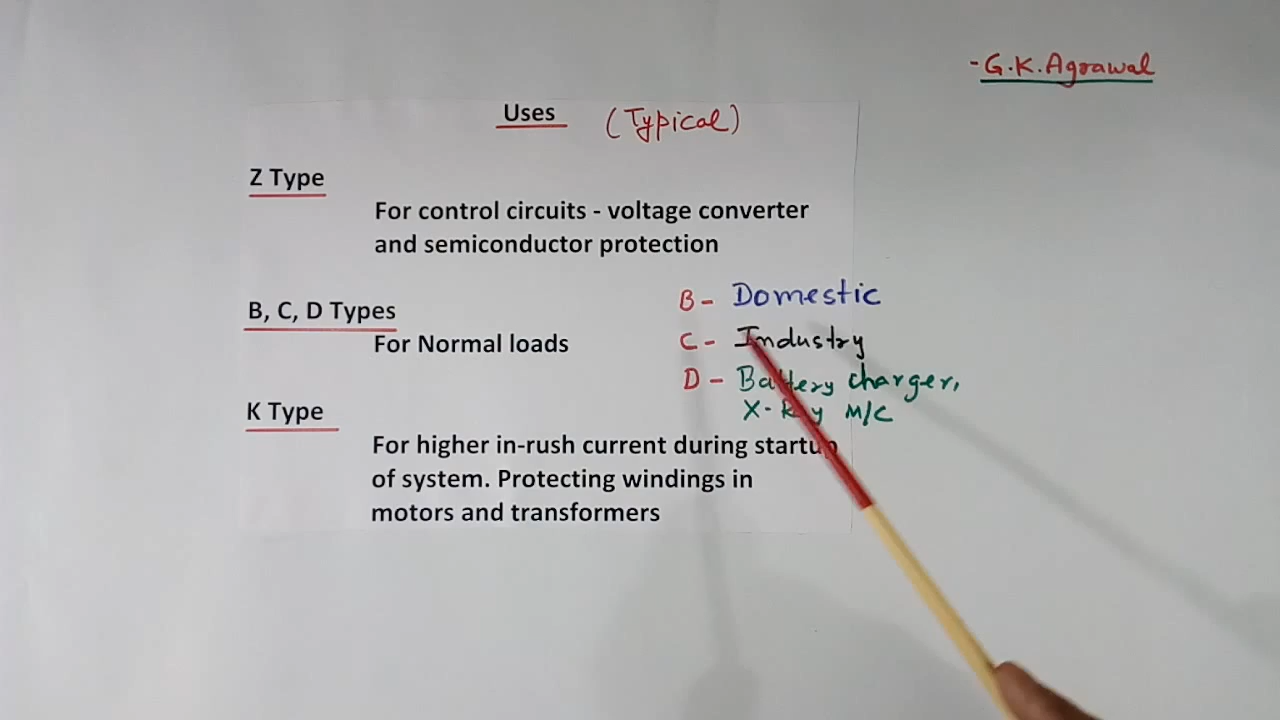 - G.K.Agrawal
Uses (Typical)
Z Type
For control circuits - voltage converter
and semiconductor protection
B, C, D Types
For Normal loads
B - Domestic
C - Industry
D - Battery charger,
X-Ray M/C
K Type
For higher in-rush current during startup
of system. Protecting windings in
motors and transformers